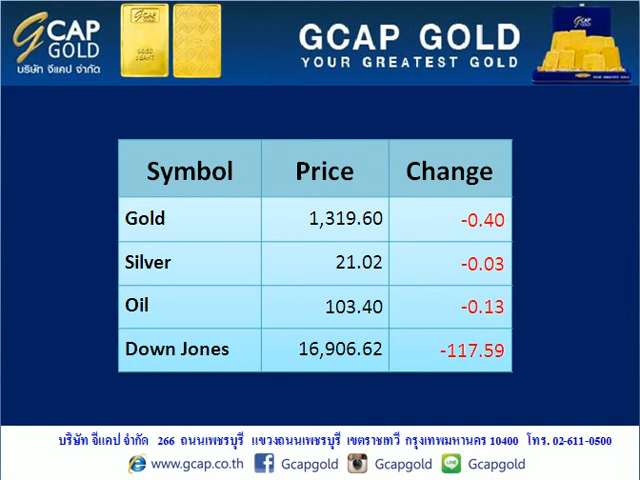 GCAP GOLD
บริษัท จีแคป จำกัด
GCAP GOLD
YOUR GREATEST GOLD
Symbol Price Change
Gold 1,319.60 -0.40
Silver 21.02 -0.03
Oil 103.40 -0.13
Down Jones 16,906.62 -117.59
บริษัท จีแคป จำกัด 266 ถนนเพชรบุรี แขวงถนนเพชรบุรี เขตราชเทวี กรุงเทพมหานคร 10400 โทร. 02-611-0500
www.gcap.co.th Gcapgold Gcapgold LINE Gcapgold